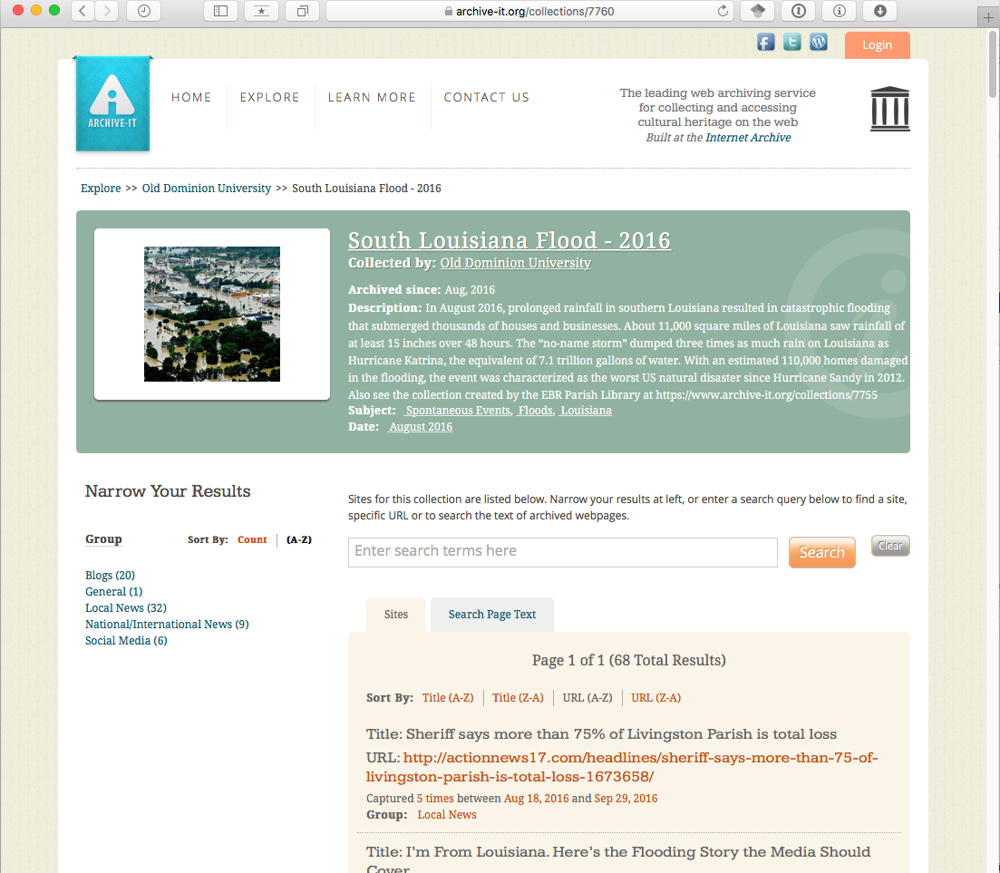 archive-it.org/collections/7760
Login
ARCHIVE-IT
HOME
EXPLORE
LEARN MORE
CONTACT US
The leading web archiving service
for collecting and accessing
cultural heritage on the web
Built at the Internet Archive
Explore >> Old Dominion University >> South Louisiana Flood - 2016
South Louisiana Flood - 2016
Collected by: Old Dominion University
Archived since: Aug, 2016
Description: In August 2016, prolonged rainfall in southern Louisiana resulted in catastrophic flooding
that submerged thousands of houses and businesses. About 11,000 square miles of Louisiana saw rainfall of
at least 15 inches over 48 hours. The “no-name storm” dumped three times as much rain on Louisiana as
Hurricane Katrina, the equivalent of 7.1 trillion gallons of water. With an estimated 110,000 homes damaged
in the flooding, the event was characterized as the worst US natural disaster since Hurricane Sandy in 2012.
Also see the collection created by the EBR Parish Library at https://www.archive-it.org/collections/7755
Subject: Spontaneous Events, Floods, Louisiana
Date: August 2016
Narrow Your Results
Group Sort By: Count (A-Z)
Blogs (20)
General (1)
Local News (32)
National/International News (9)
Social Media (6)
Sites for this collection are listed below. Narrow your results at left, or enter a search query below to find a site,
specific URL or to search the text of archived webpages.
Enter search terms here
Search
Clear
Sites
Search Page Text
Page 1 of 1 (68 Total Results)
Sort By: Title (A-Z) Title (Z-A) URL (A-Z) URL (Z-A)
Title: Sheriff says more than 75% of Livingston Parish is total loss
URL: http://actionnews17.com/headlines/sheriff-says-more-than-75-of-
livingston-parish-is-total-loss-1673658/
Captured 5 times between Aug 18, 2016 and Sep 29, 2016
Group: Local News
Title: I’m From Louisiana. Here’s the Flooding Story the Media Should
Cover